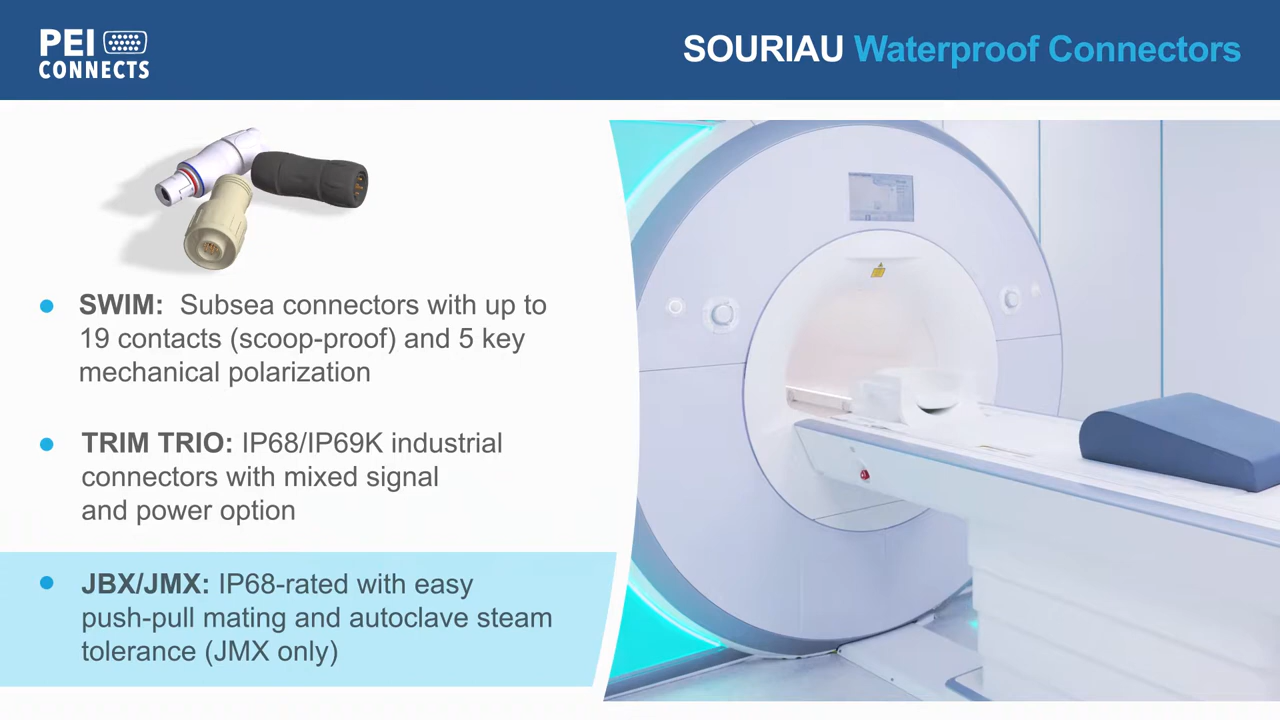 PEI
CONNECTS
SOURIAU Waterproof Connectors
SWIM: Subsea connectors with up to
19 contacts (scoop-proof) and 5 key
mechanical polarization
TRIM TRIO: IP68/IP69K industrial
connectors with mixed signal
and power option
JBX/JMX: IP68-rated with easy
push-pull mating and autoclave steam
tolerance (JMX only)